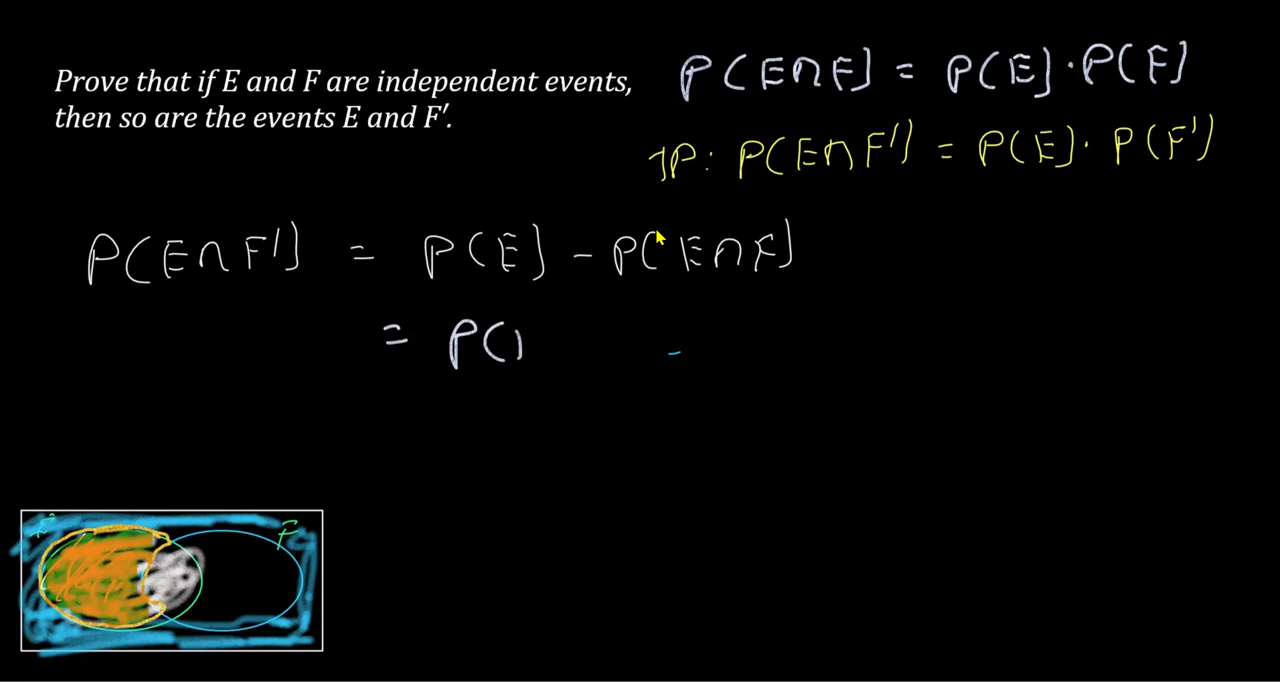 Prove that if E and F are independent events,
then so are the events E and F′.
P(E∩F) = P(E)·P(F)
TP: P(E∩F') = P(E)· P(F')
P(E∩F') = P(E) - P(E∩F)
= P(
-
F